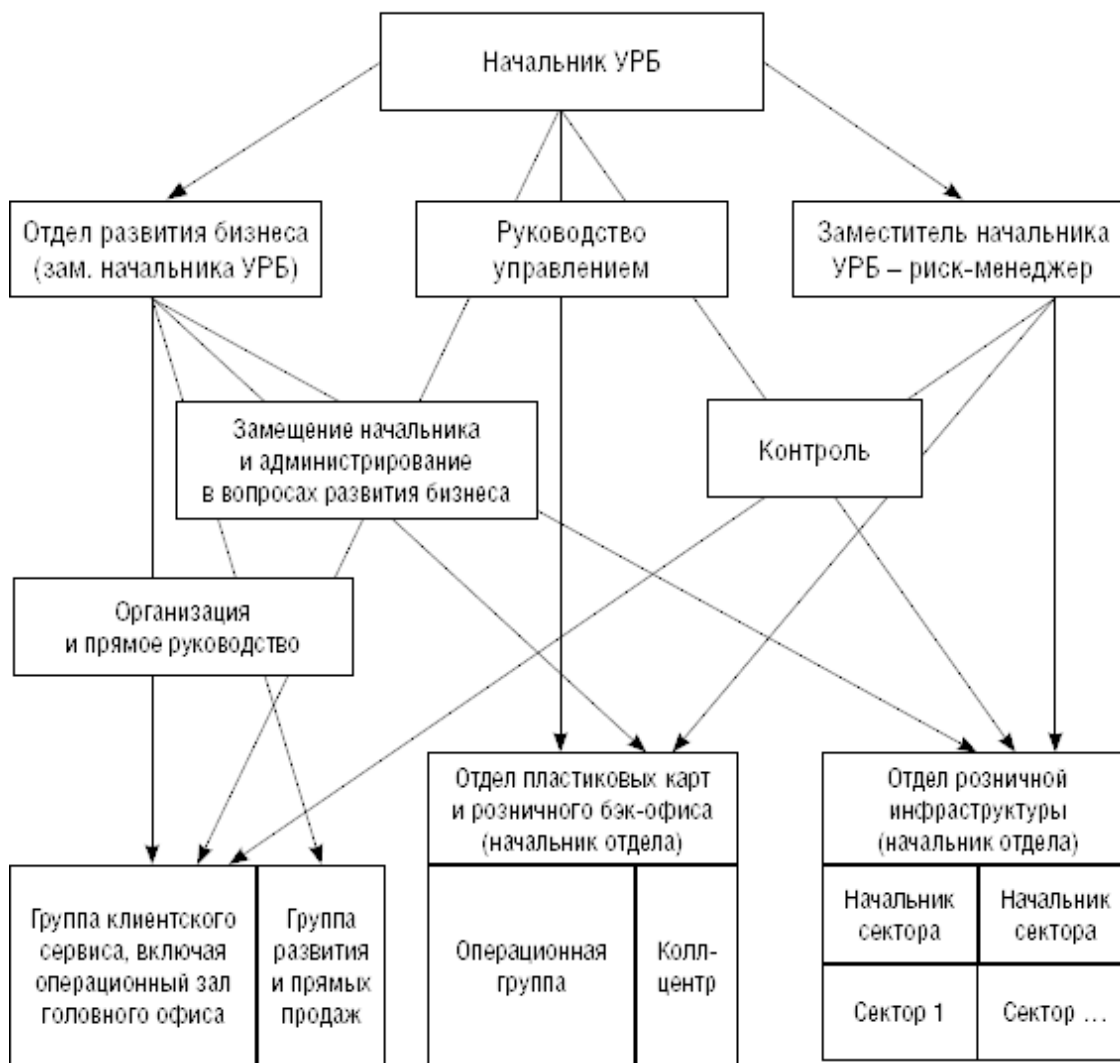 Начальник УРБ
Отдел развития бизнеса
(зам. начальника УРБ)
Руководство
управлением
Заместитель начальника
УРБ – риск-менеджер
Замещение начальника
и администрирование
в вопросах развития бизнеса
Контроль
Организация
и прямое руководство
Отдел пластиковых карт
и розничного бэк-офиса
(начальник отдела)
Отдел розничной
инфраструктуры
(начальник отдела)
Группа клиентского
сервиса, включая
операционный зал
головного офиса
Группа
развития
и прямых
продаж
Операционная
группа
Колл-
центр
Начальник
сектора
Начальник
сектора
Сектор 1
Сектор ...